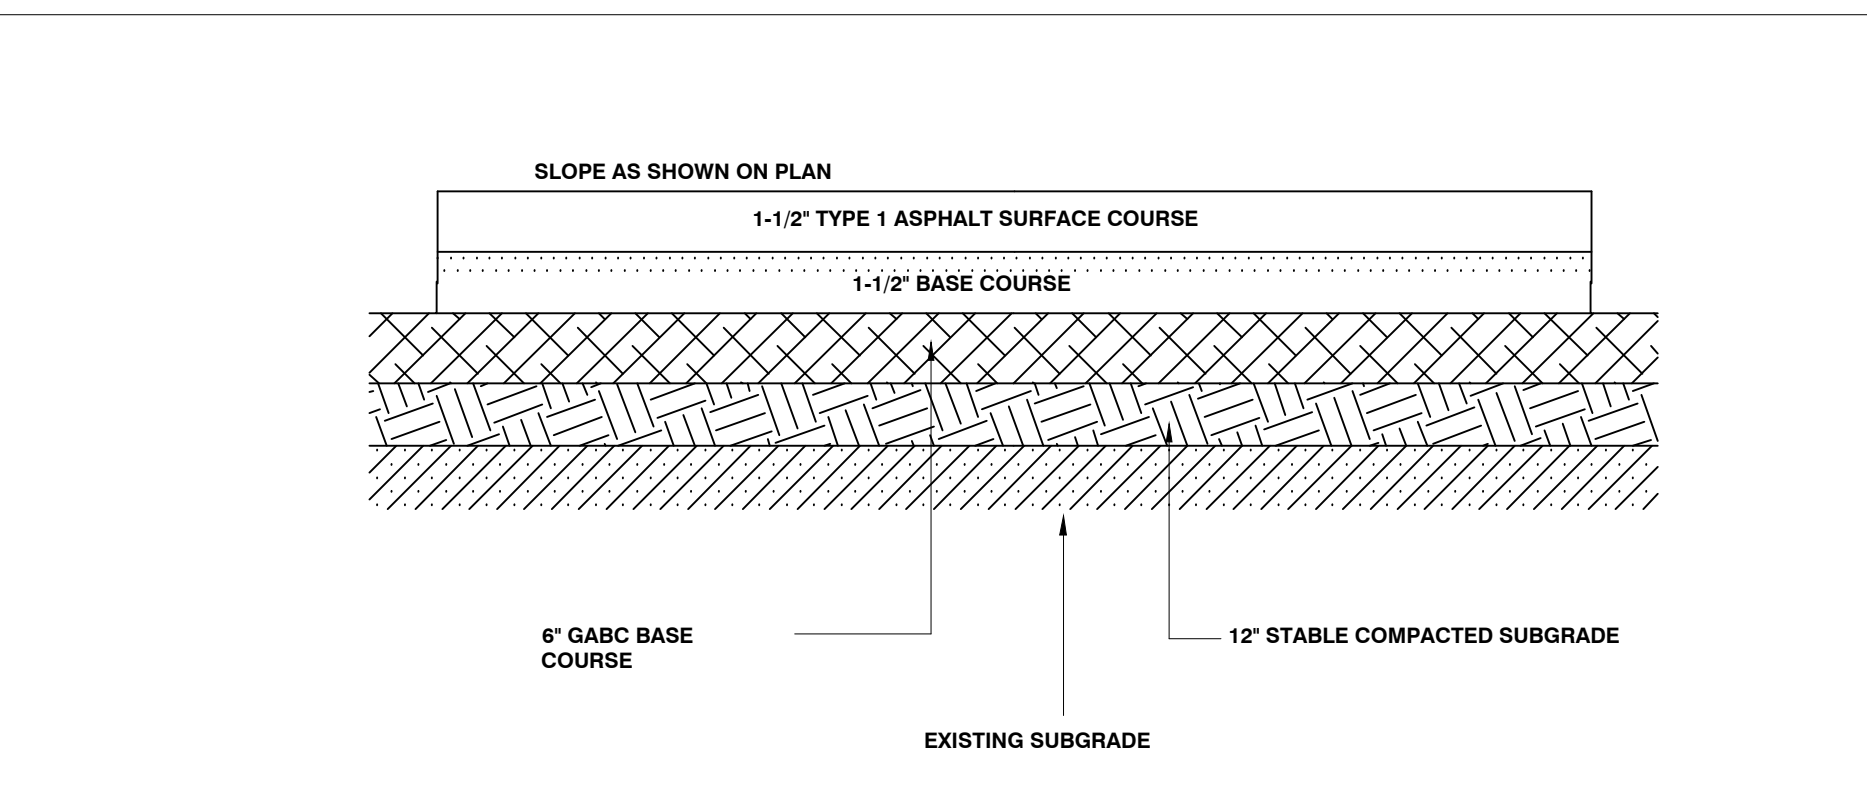 SLOPE AS SHOWN ON PLAN
1-1/2" TYPE 1 ASPHALT SURFACE COURSE
1-1/2" BASE COURSE
6" GABC BASE
COURSE
12" STABLE COMPACTED SUBGRADE
EXISTING SUBGRADE